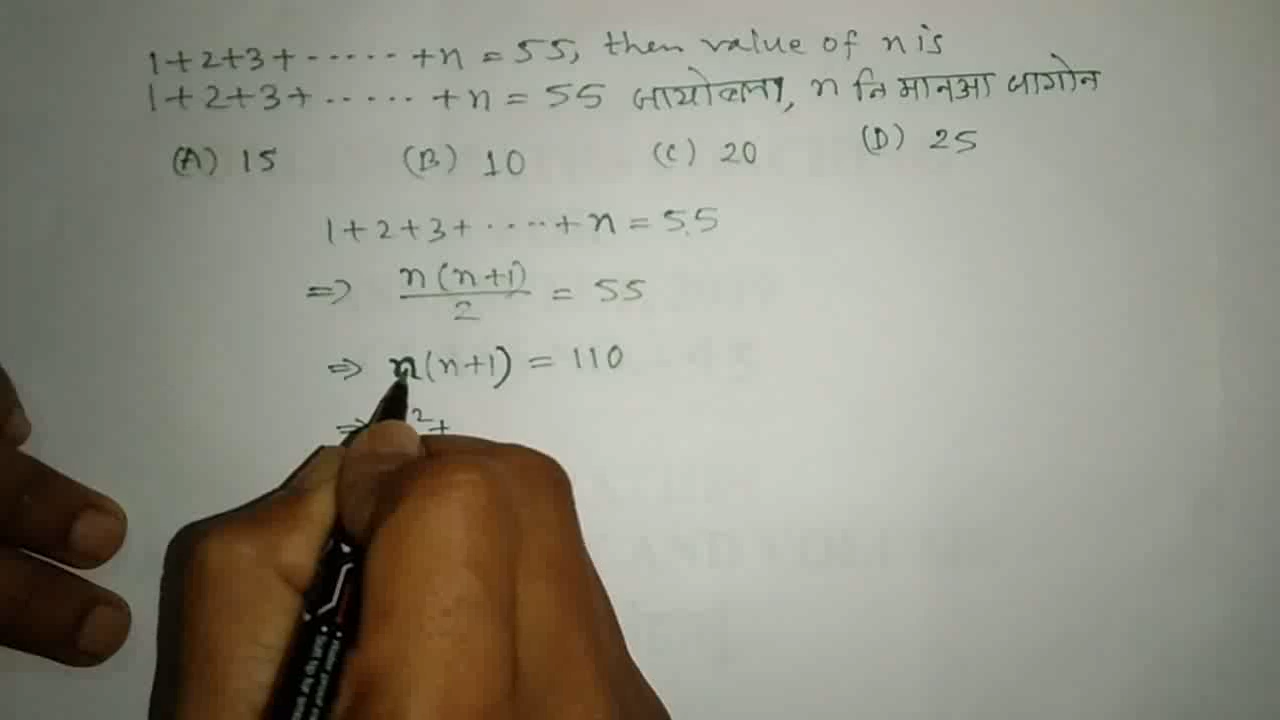 1+2+3+ ······ +n = 55, then value of n is
1+2+3+ ······ +n = 55 जायोब्ला, n नि मानआ जागोन
(A) 15 (B) 10 (C) 20 (D) 25
1+2+3+ ····· +n = 55
⇒ n(n+1)/2 = 55
⇒ n(n+1) = 110
⇒ ²+